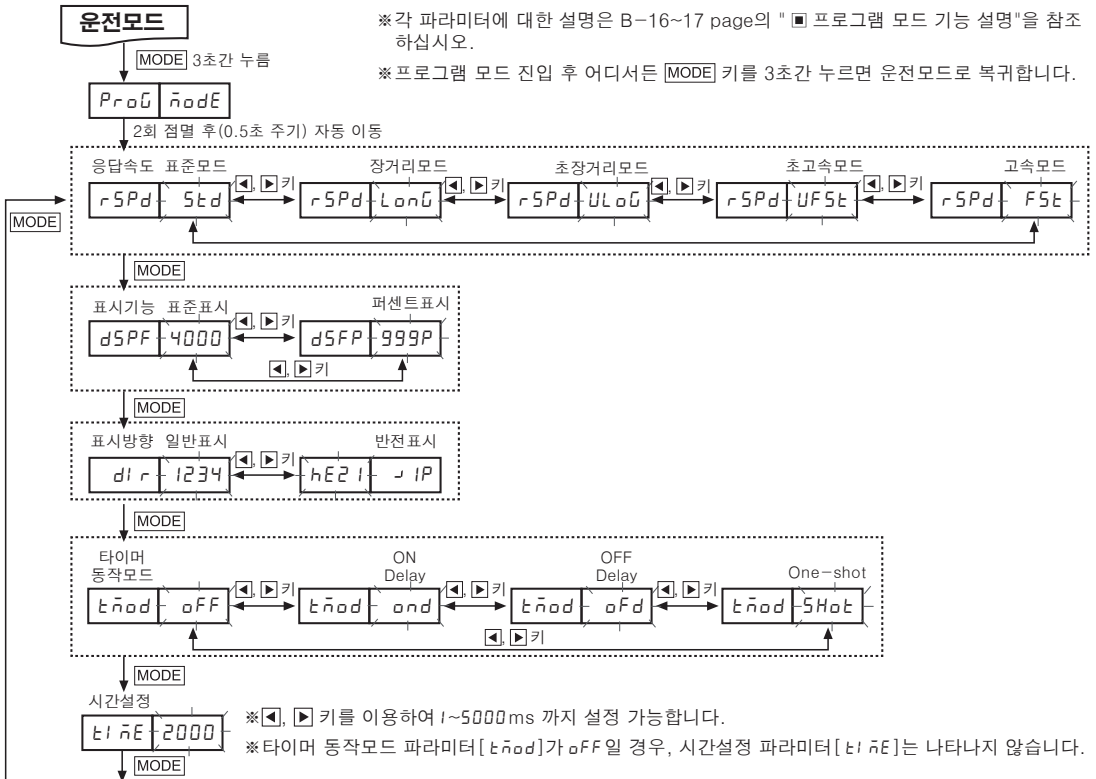 운전모드
※각 파라미터에 대한 설명은 B-16~17 page의 "▣ 프로그램 모드 기능 설명"을 참조
하십시오.
MODE 3초간 누름
※프로그램 모드 진입 후 어디서든 MODE 키를 3초간 누르면 운전모드로 복귀합니다.
ProG modE
2회 점멸 후(0.5초 주기) 자동 이동
응답속도 표준모드 장거리모드 초장거리모드 초고속모드 고속모드
rSPd Std ◀, ▶ 키 rSPd LonG ◀, ▶ 키 rSPd ULoG ◀, ▶ 키 rSPd UFSt ◀, ▶ 키 rSPd FSt
MODE
MODE
표시기능 표준표시 퍼센트표시
dSPF 4000 ◀, ▶ 키 dSFP 999P
◀, ▶ 키
MODE
표시방향 일반표시 반전표시
dIr 1234 ◀, ▶ 키 hE21 ┘IP
MODE
타이머
동작모드
ON
Delay
OFF
Delay
One-shot
tmod oFF ◀, ▶ 키 tmod ond ◀, ▶ 키 tmod oFd ◀, ▶ 키 tmod SHot
◀, ▶ 키
MODE
시간설정
tImE 2000
※◀, ▶ 키를 이용하여 1~5000ms 까지 설정 가능합니다.
※타이머 동작모드 파라미터[tmod]가 oFF일 경우, 시간설정 파라미터[tImE]는 나타나지 않습니다.
MODE